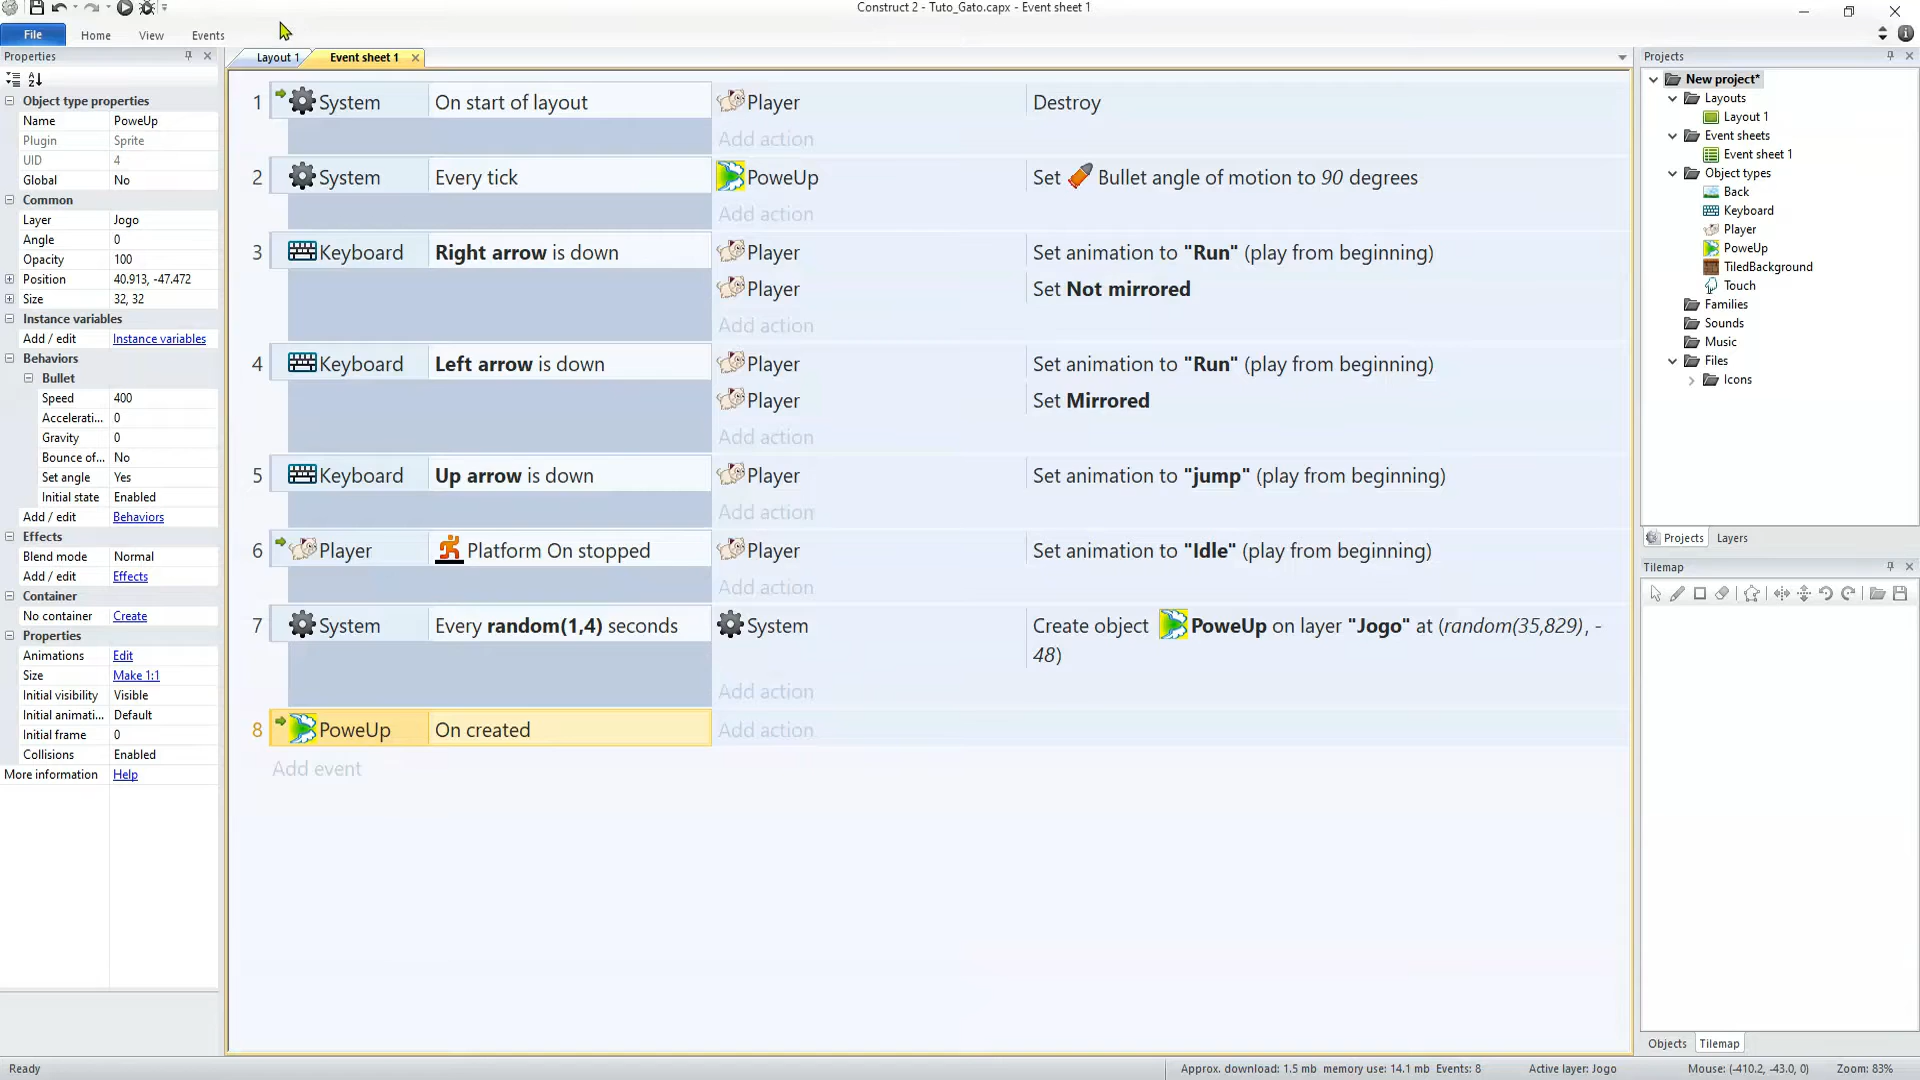 Construct 2 - Tuto_Gato.capx - Event sheet 1
File Home View Events
Properties
Object type properties
Name PoweUp
Plugin Sprite
UID 4
Global No
Common
Layer Jogo
Angle 0
Opacity 100
Position 40.913, -47.472
Size 32, 32
Instance variables
Add / edit Instance variables
Behaviors
Bullet
Speed 400
Accelerati... 0
Gravity 0
Bounce of... No
Set angle Yes
Initial state Enabled
Add / edit Behaviors
Effects
Blend mode Normal
Add / edit Effects
Container
No container Create
Properties
Animations Edit
Size Make 1:1
Initial visibility Visible
Initial animati... Default
Initial frame 0
Collisions Enabled
More information Help
Layout 1 Event sheet 1
1 System On start of layout Player Destroy
Add action
2 System Every tick PoweUp Set Bullet angle of motion to 90 degrees
Add action
3 Keyboard Right arrow is down Player Set animation to "Run" (play from beginning)
Player Set Not mirrored
Add action
4 Keyboard Left arrow is down Player Set animation to "Run" (play from beginning)
Player Set Mirrored
Add action
5 Keyboard Up arrow is down Player Set animation to "jump" (play from beginning)
Add action
6 Player Platform On stopped Player Set animation to "Idle" (play from beginning)
Add action
7 System Every random(1,4) seconds System Create object PoweUp on layer "Jogo" at (random(35,829), -
48)
Add action
8 PoweUp On created Add action
Add event
Projects
New project*
Layouts
Layout 1
Event sheets
Event sheet 1
Object types
Back
Keyboard
Player
PoweUp
TiledBackground
Touch
Families
Sounds
Music
Files
Icons
Projects Layers
Tilemap
Objects Tilemap
Ready Approx. download: 1.5 mb memory use: 14.1 mb Events: 8 Active layer: Jogo Mouse: (-410.2, -43.0, 0) Zoom: 83%